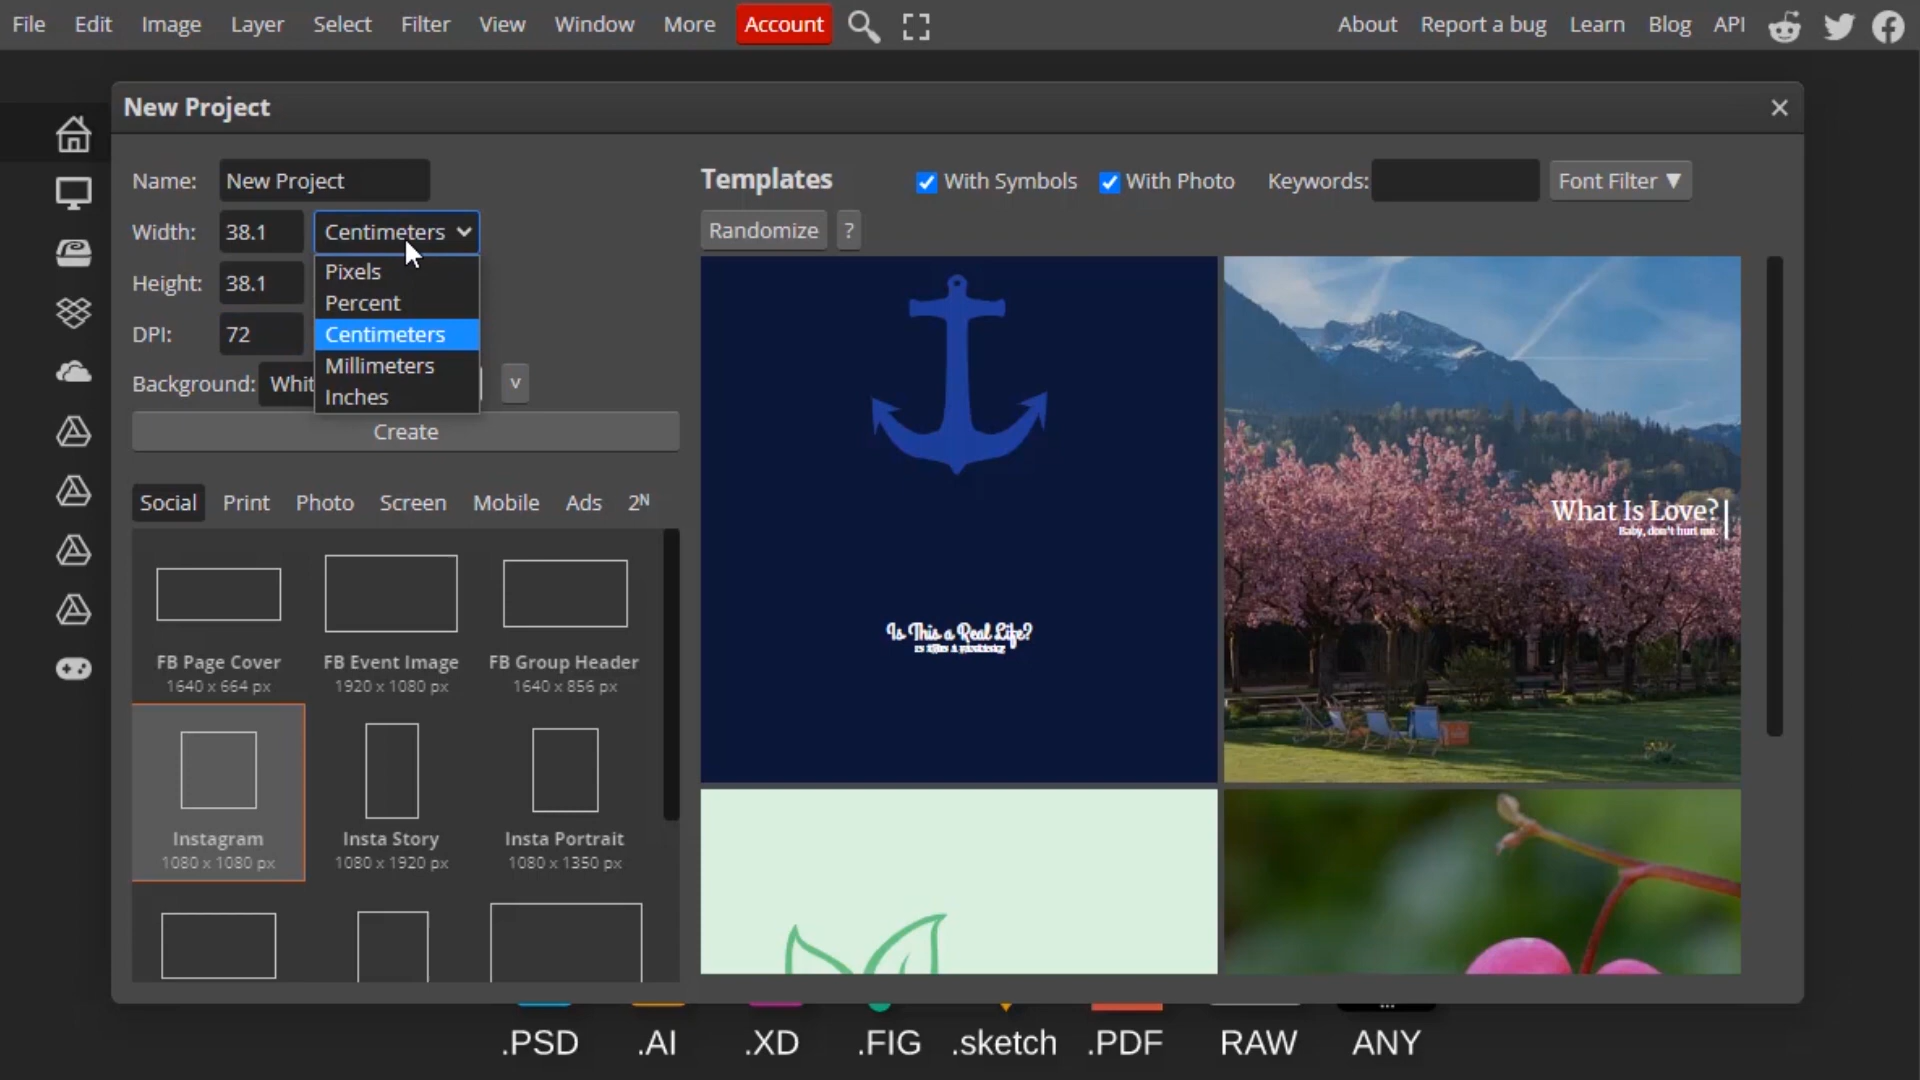 File Edit Image Layer Select Filter View Window More Account About Report a bug Learn Blog API
New Project
Name: New Project
Width: 38.1 Centimeters
Height: 38.1
DPI: 72
Pixels
Percent
Centimeters
Millimeters
Inches
Background: Whit v
Create
Social Print Photo Screen Mobile Ads 2ᴺ
FB Page Cover
1640 x 664 px
FB Event Image
1920 x 1080 px
FB Group Header
1640 x 856 px
Instagram
1080 x 1080 px
Insta Story
1080 x 1920 px
Insta Portrait
1080 x 1350 px
Templates With Symbols With Photo Keywords: Font Filter ▼
Randomize ?
Is This a Real Life?
What Is Love?
Baby, don't hurt me.
.PSD .AI .XD .FIG .sketch .PDF RAW ANY